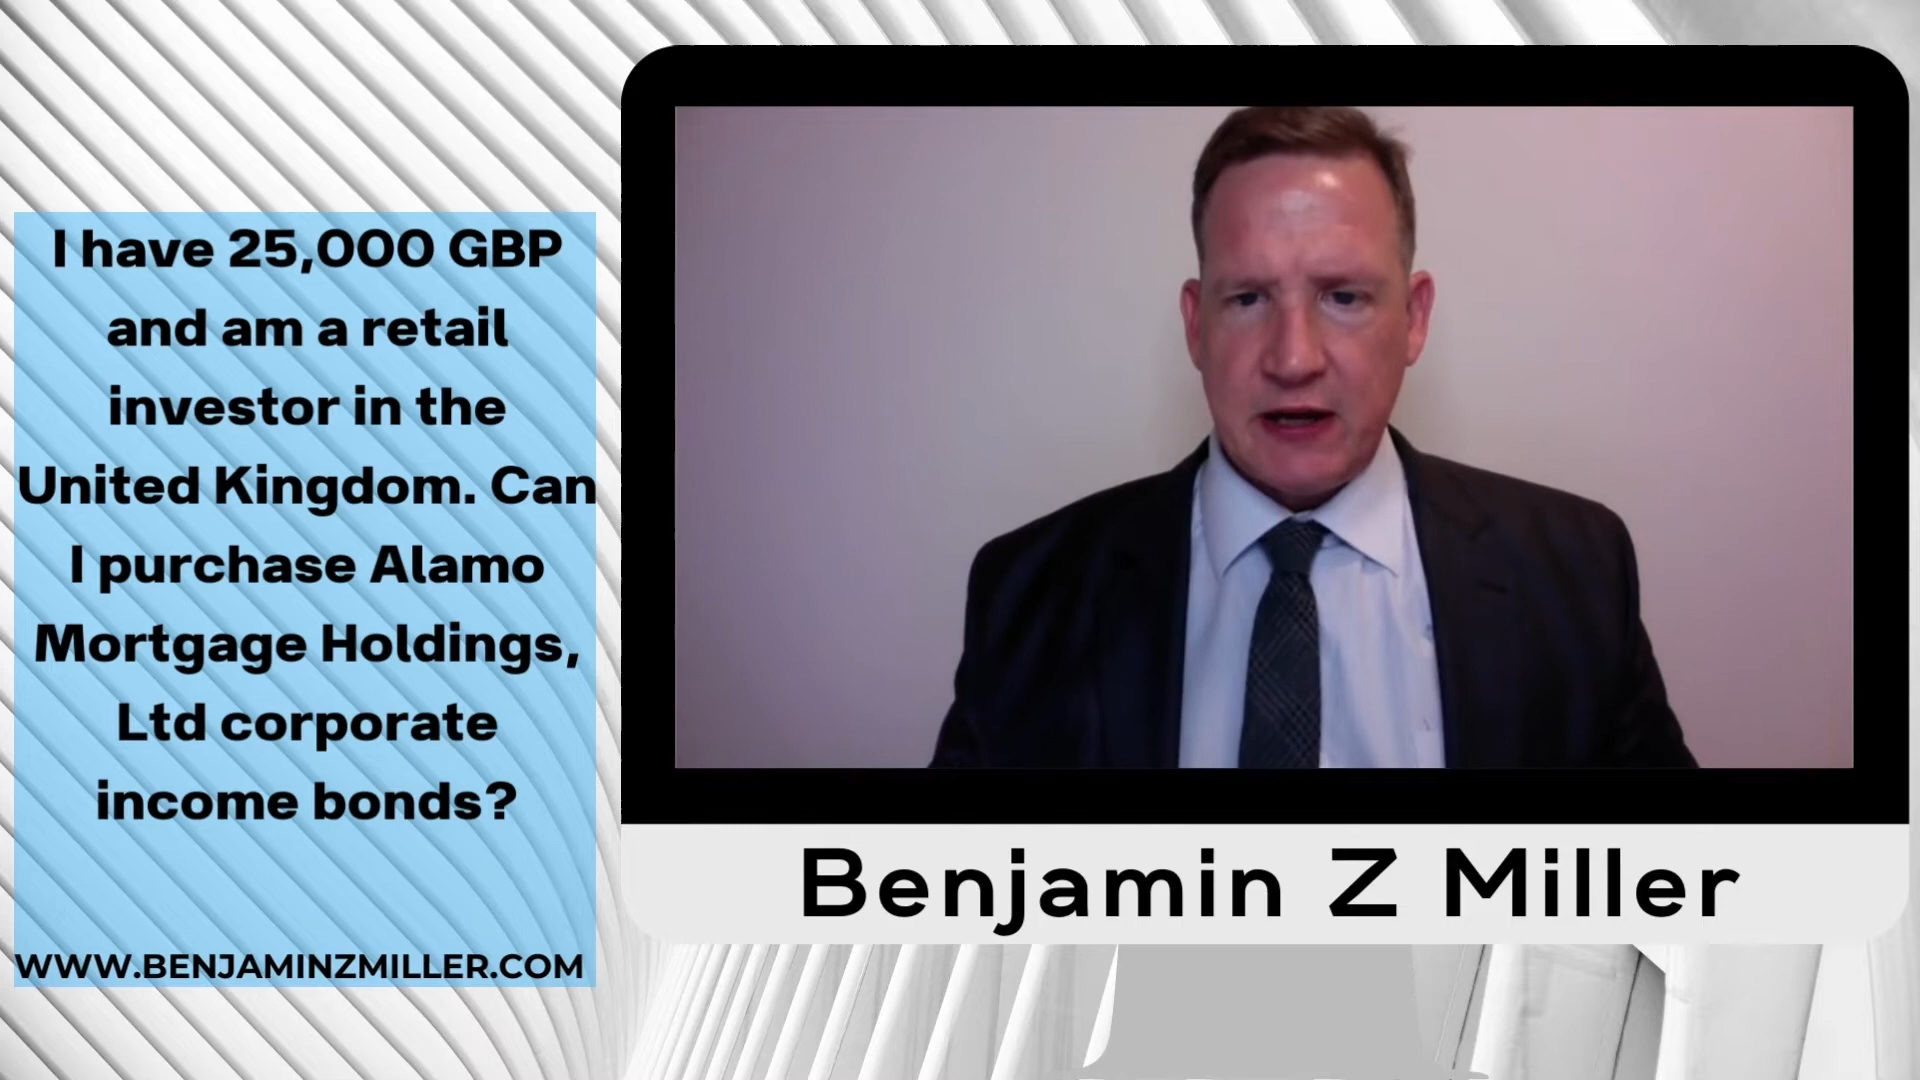 I have 25,000 GBP
and am a retail
investor in the
United Kingdom. Can
I purchase Alamo
Mortgage Holdings,
Ltd corporate
income bonds?
WWW.BENJAMINZMILLER.COM
Benjamin Z Miller